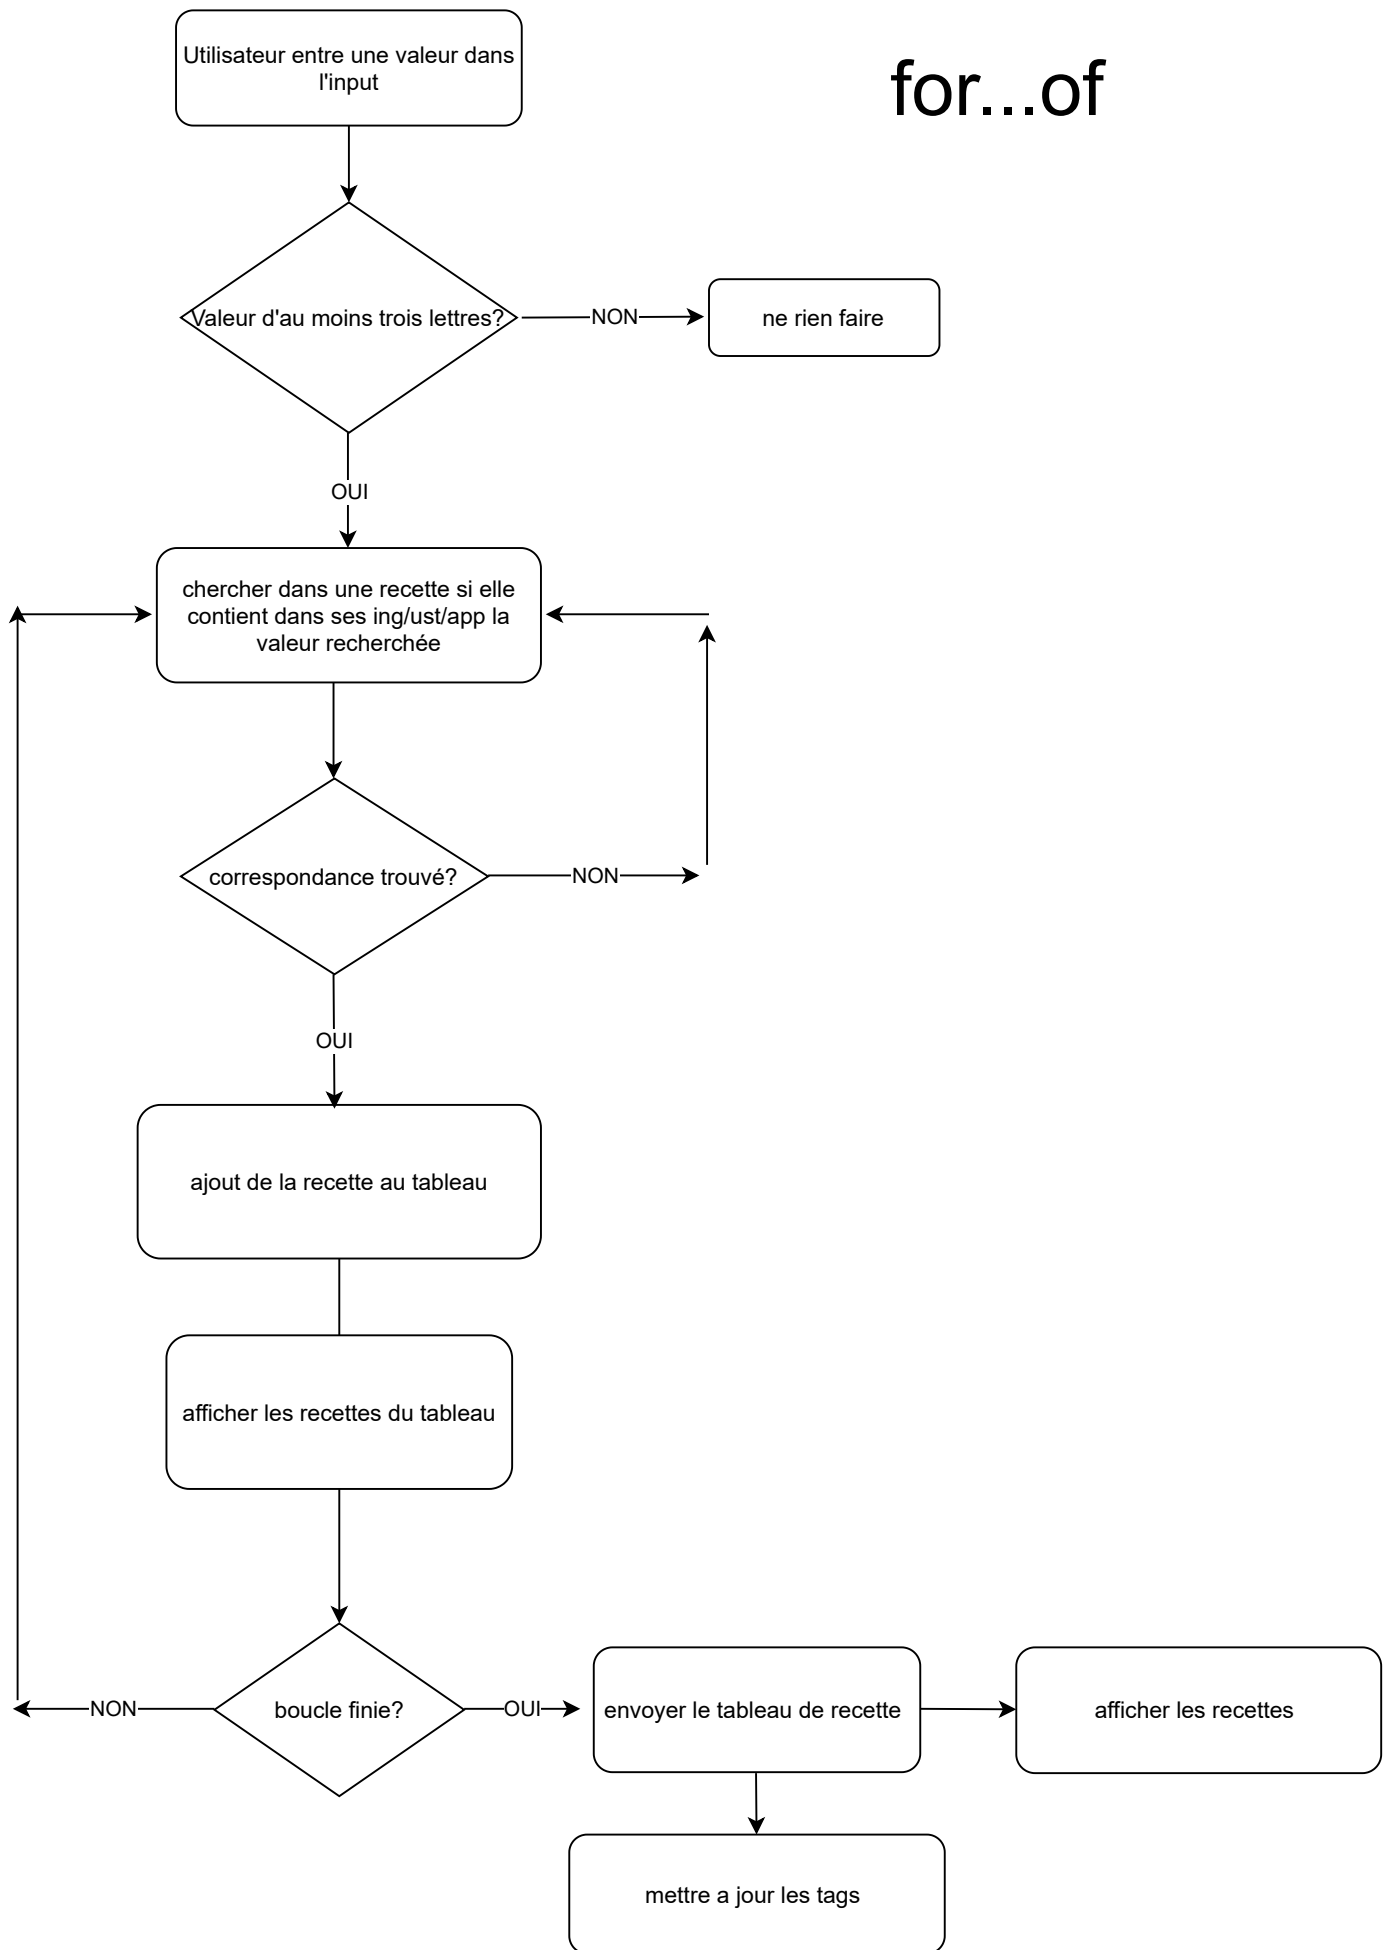 Utilisateur entre une valeur dans
l'input
for...of
Valeur d'au moins trois lettres?
NON
ne rien faire
OUI
chercher dans une recette si elle
contient dans ses ing/ust/app la
valeur recherchée
correspondance trouvé?
NON
OUI
ajout de la recette au tableau
afficher les recettes du tableau
NON
boucle finie?
OUI
envoyer le tableau de recette
afficher les recettes
mettre a jour les tags